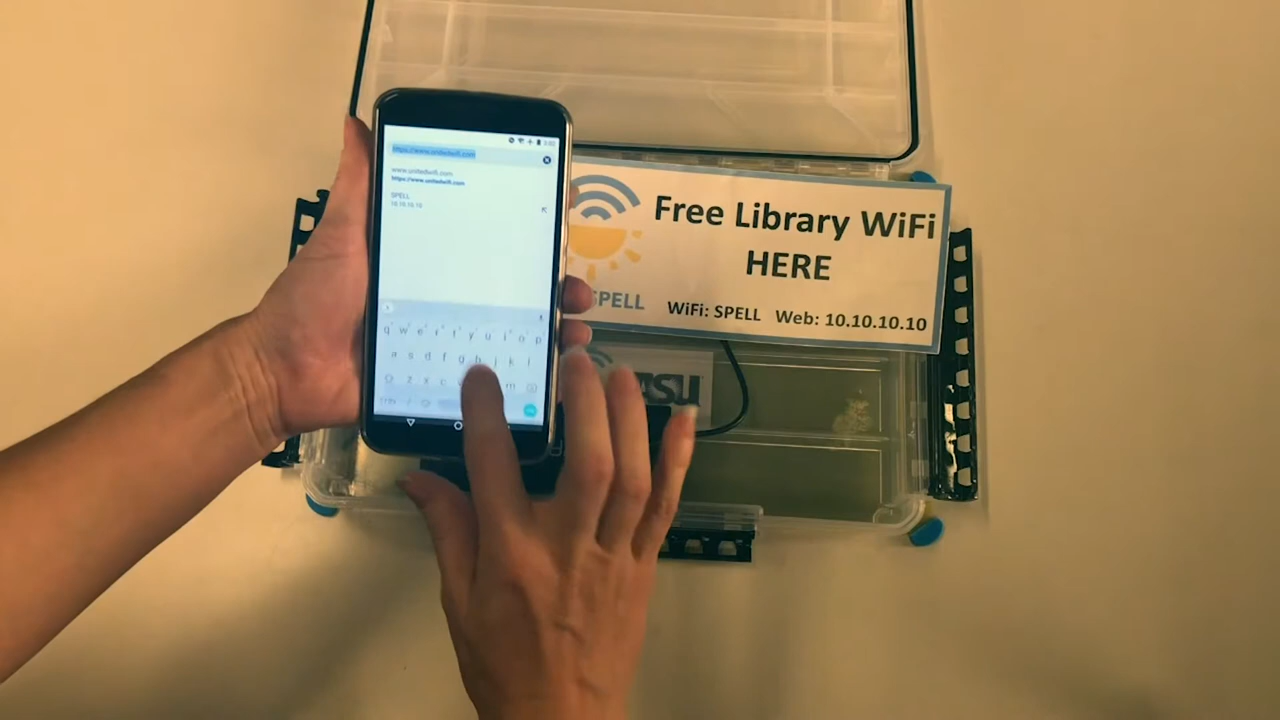 https://www.unitedwifi.com
www.unitedwifi.com
https://www.unitedwifi.com
SPELL
10.10.10.10
q w e r t y u i o p
a s d f g h j k l
z x c m
Free Library WiFi
HERE
SPELL
WiFi: SPELL Web: 10.10.10.10
ASU